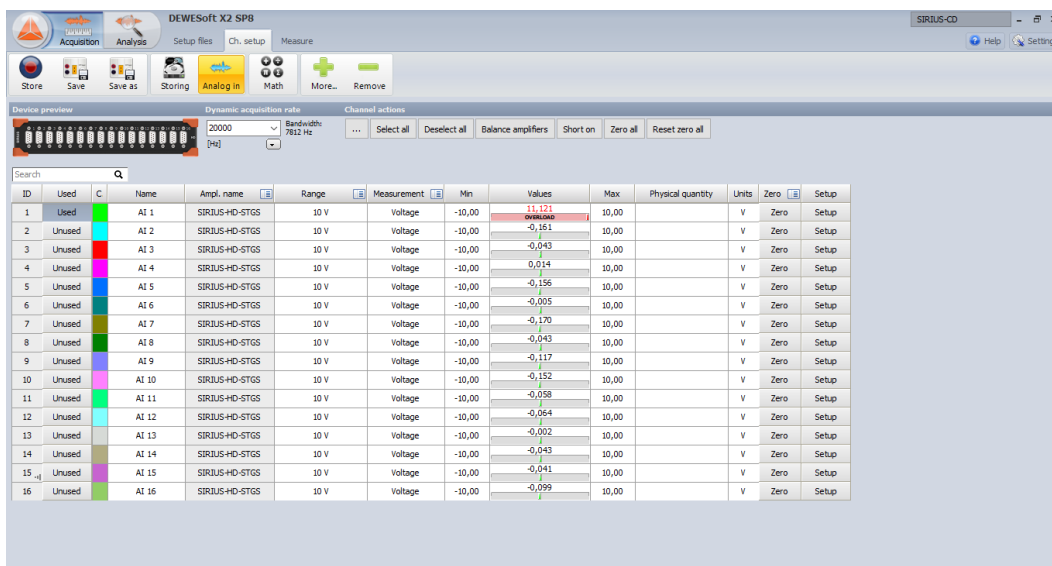 DEWESoft X2 SP8
SIRIUS-CD
Acquisition Analysis Setup files Ch. setup Measure
Help Setting
Store Save Save as Storing Analog in Math More... Remove
Device preview Dynamic acquisition rate Channel actions
20000 Bandwidth:
7812 Hz
[Hz]
... Select all Deselect all Balance amplifiers Short on Zero all Reset zero all
Search
ID Used C Name Ampl. name Range Measurement Min Values Max Physical quantity Units Zero Setup
1 Used AI 1 SIRIUS-HD-STGS 10 V Voltage -10,00 11,121 OVERLOAD 10,00 V Zero Setup
2 Unused AI 2 SIRIUS-HD-STGS 10 V Voltage -10,00 -0,161 10,00 V Zero Setup
3 Unused AI 3 SIRIUS-HD-STGS 10 V Voltage -10,00 -0,043 10,00 V Zero Setup
4 Unused AI 4 SIRIUS-HD-STGS 10 V Voltage -10,00 0,014 10,00 V Zero Setup
5 Unused AI 5 SIRIUS-HD-STGS 10 V Voltage -10,00 -0,156 10,00 V Zero Setup
6 Unused AI 6 SIRIUS-HD-STGS 10 V Voltage -10,00 -0,005 10,00 V Zero Setup
7 Unused AI 7 SIRIUS-HD-STGS 10 V Voltage -10,00 -0,170 10,00 V Zero Setup
8 Unused AI 8 SIRIUS-HD-STGS 10 V Voltage -10,00 -0,043 10,00 V Zero Setup
9 Unused AI 9 SIRIUS-HD-STGS 10 V Voltage -10,00 -0,117 10,00 V Zero Setup
10 Unused AI 10 SIRIUS-HD-STGS 10 V Voltage -10,00 -0,152 10,00 V Zero Setup
11 Unused AI 11 SIRIUS-HD-STGS 10 V Voltage -10,00 -0,058 10,00 V Zero Setup
12 Unused AI 12 SIRIUS-HD-STGS 10 V Voltage -10,00 -0,064 10,00 V Zero Setup
13 Unused AI 13 SIRIUS-HD-STGS 10 V Voltage -10,00 -0,002 10,00 V Zero Setup
14 Unused AI 14 SIRIUS-HD-STGS 10 V Voltage -10,00 -0,043 10,00 V Zero Setup
15 Unused AI 15 SIRIUS-HD-STGS 10 V Voltage -10,00 -0,041 10,00 V Zero Setup
16 Unused AI 16 SIRIUS-HD-STGS 10 V Voltage -10,00 -0,099 10,00 V Zero Setup